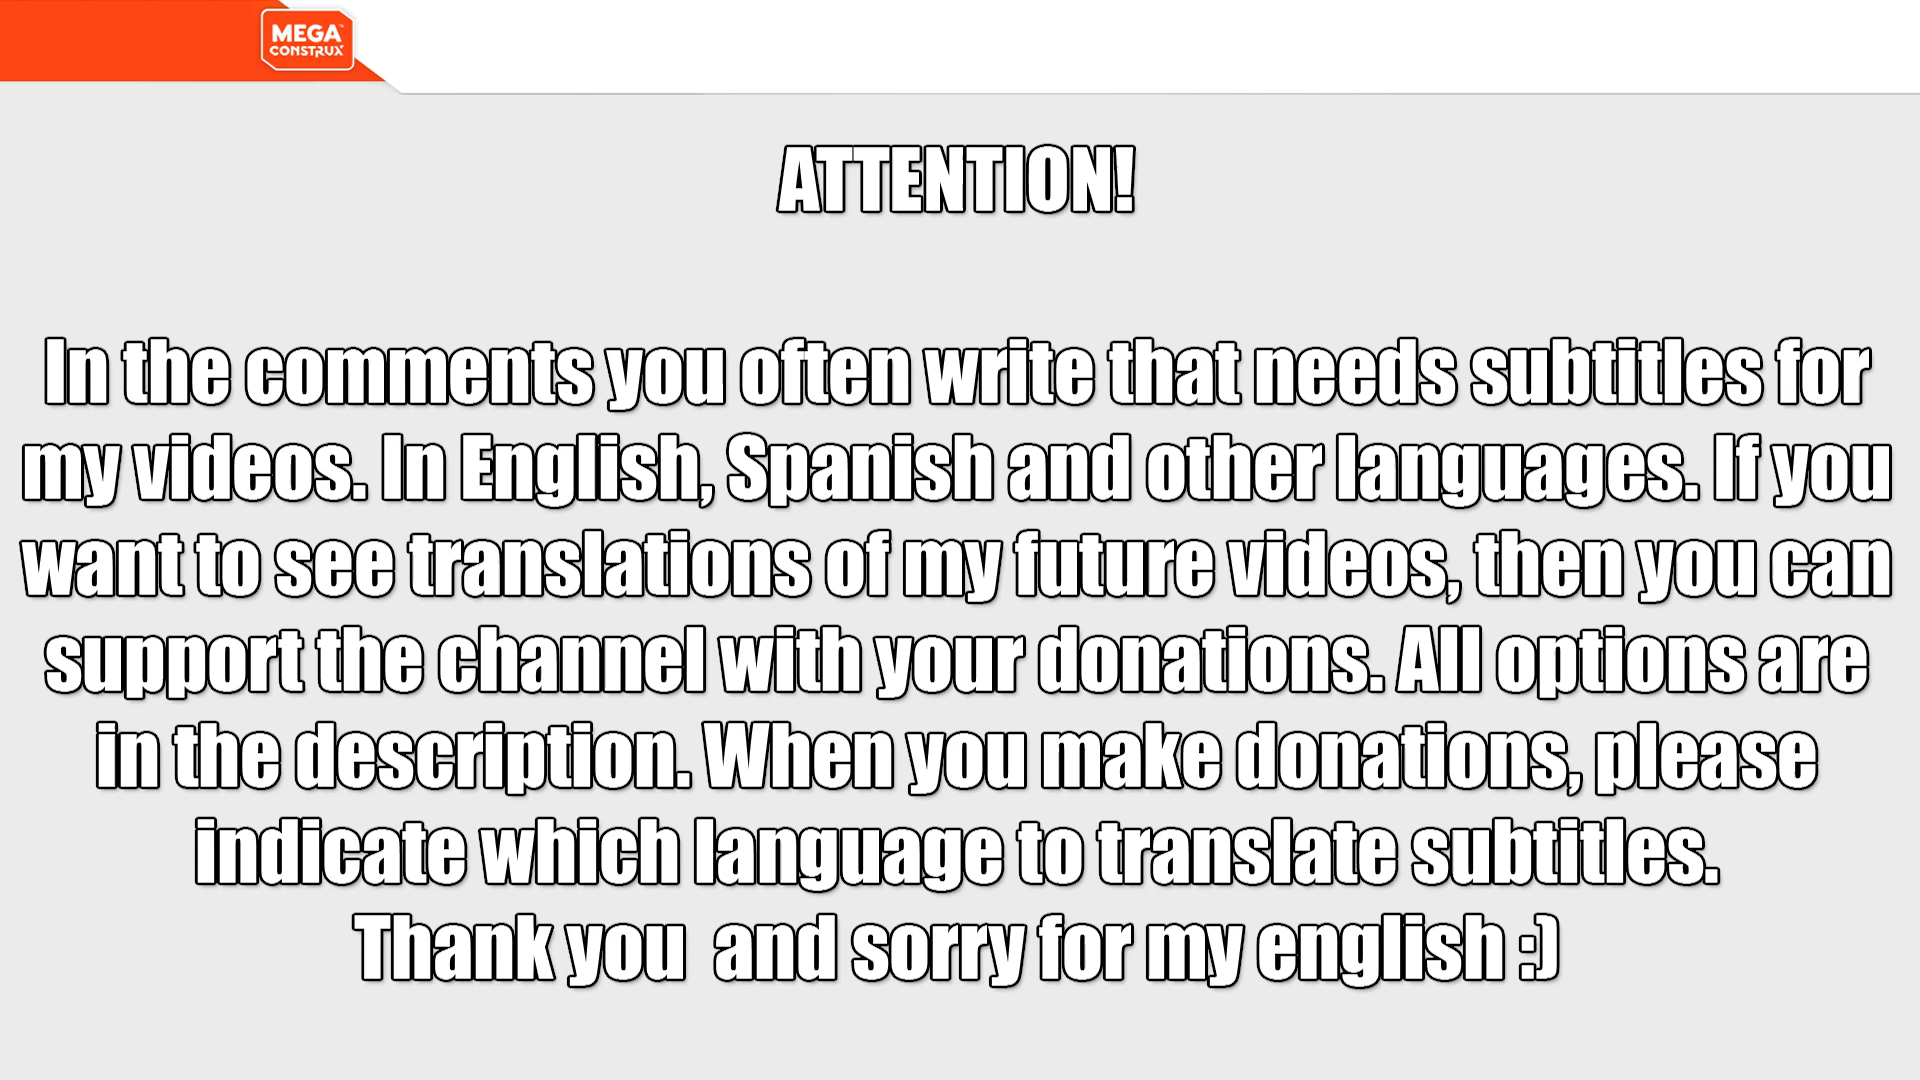 MEGA™
CONSTRUX
ATTENTION!
In the comments you often write that needs subtitles for
my videos. In English, Spanish and other languages. If you
want to see translations of my future videos, then you can
support the channel with your donations. All options are
in the description. When you make donations, please
indicate which language to translate subtitles.
Thank you  and sorry for my english :)